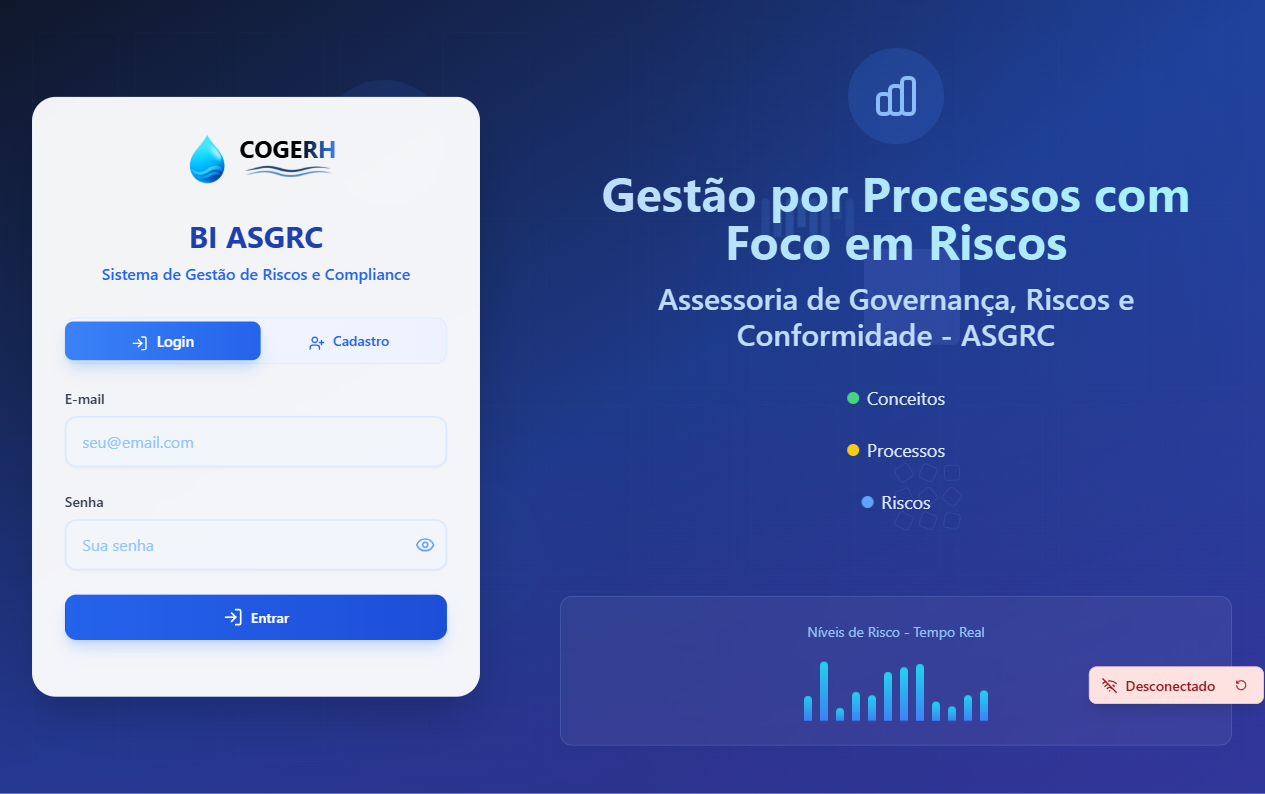 COGERH
BI ASGRC
Sistema de Gestão de Riscos e Compliance
Login
Cadastro
E-mail
seu@email.com
Senha
Sua senha
Entrar
Gestão por Processos com
Foco em Riscos
Assessoria de Governança, Riscos e
Conformidade - ASGRC
Conceitos
Processos
Riscos
Níveis de Risco - Tempo Real
Desconectado